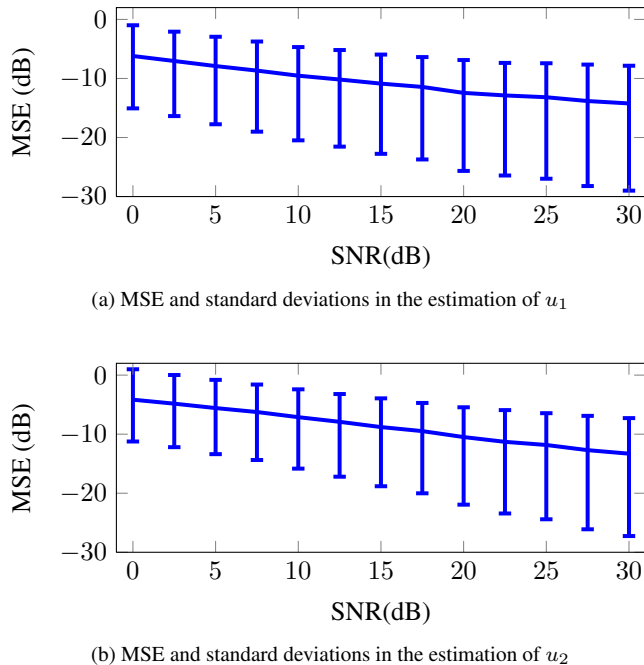 0
−10
−20
−30
MSE (dB)
0 5 10 15 20 25 30
SNR(dB)
(a) MSE and standard deviations in the estimation of u1
0
−10
−20
−30
MSE (dB)
0 5 10 15 20 25 30
SNR(dB)
(b) MSE and standard deviations in the estimation of u2